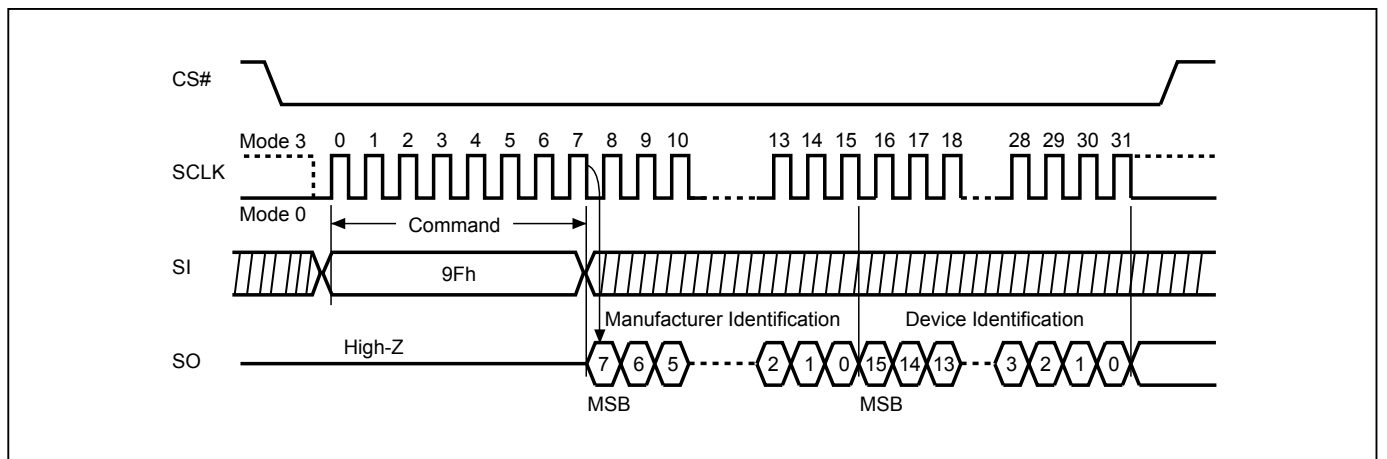 CS#
Mode 3 0 1 2 3 4 5 6 7 8 9 10 13 14 15 16 17 18 28 29 30 31
SCLK
Mode 0
Command
SI
9Fh
Manufacturer Identification Device Identification
High-Z
SO 7 6 5 2 1 0 15 14 13 3 2 1 0
MSB MSB